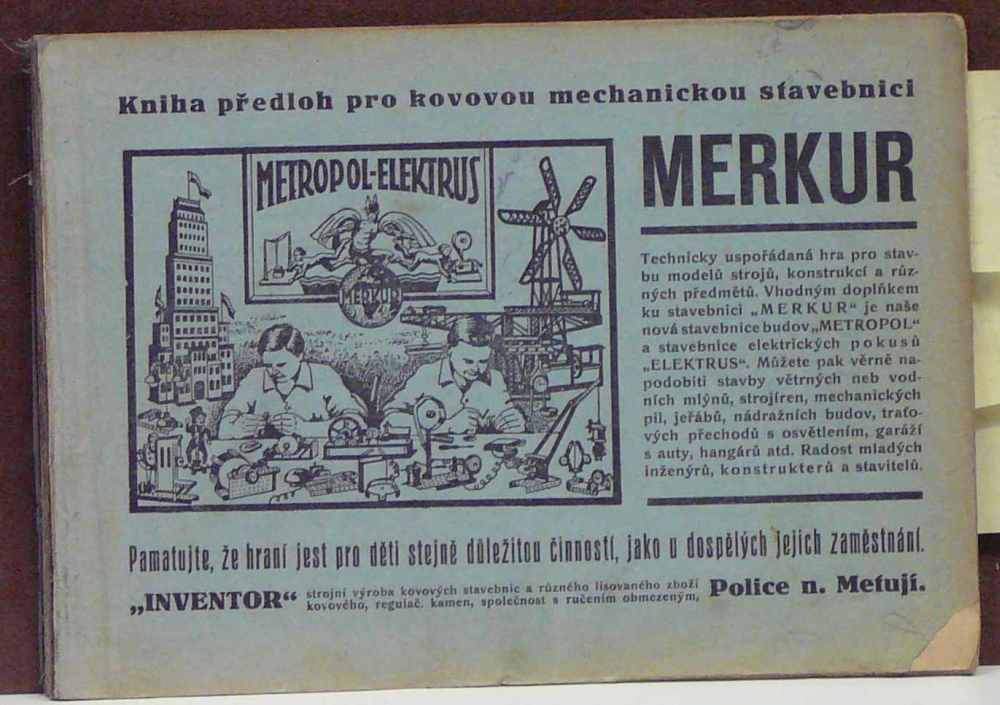 Kniha předloh pro kovovou mechanickou stavebnici
METROPOL-ELEKTRUS
MERKUR
MERKUR
Technicky uspořádaná hra pro stav-
bu modelů strojů, konstrukcí a růz-
ných předmětů. Vhodným doplňkem
ku stavebnici „MERKUR“ je naše
nová stavebnice budov „METROPOL“
a stavebnice elektrických pokusů
„ELEKTRUS“. Můžete pak věrně na-
podobiti stavby větrných neb vod-
ních mlýnů, strojíren, mechanických
pil, jeřábů, nádražních budov, traťo-
vých přechodů s osvětlením, garáží
s auty, hangárů atd. Radost mladých
inženýrů, konstrukterů a stavitelů.
Pamatujte, že hraní jest pro děti stejně důležitou činností, jako u dospělých jejich zaměstnání.
„INVENTOR“ strojní výroba kovových stavebnic a různého lisovaného zboží
kovového, regulač. kamen, společnost s ručením obmezeným, Police n. Metují.